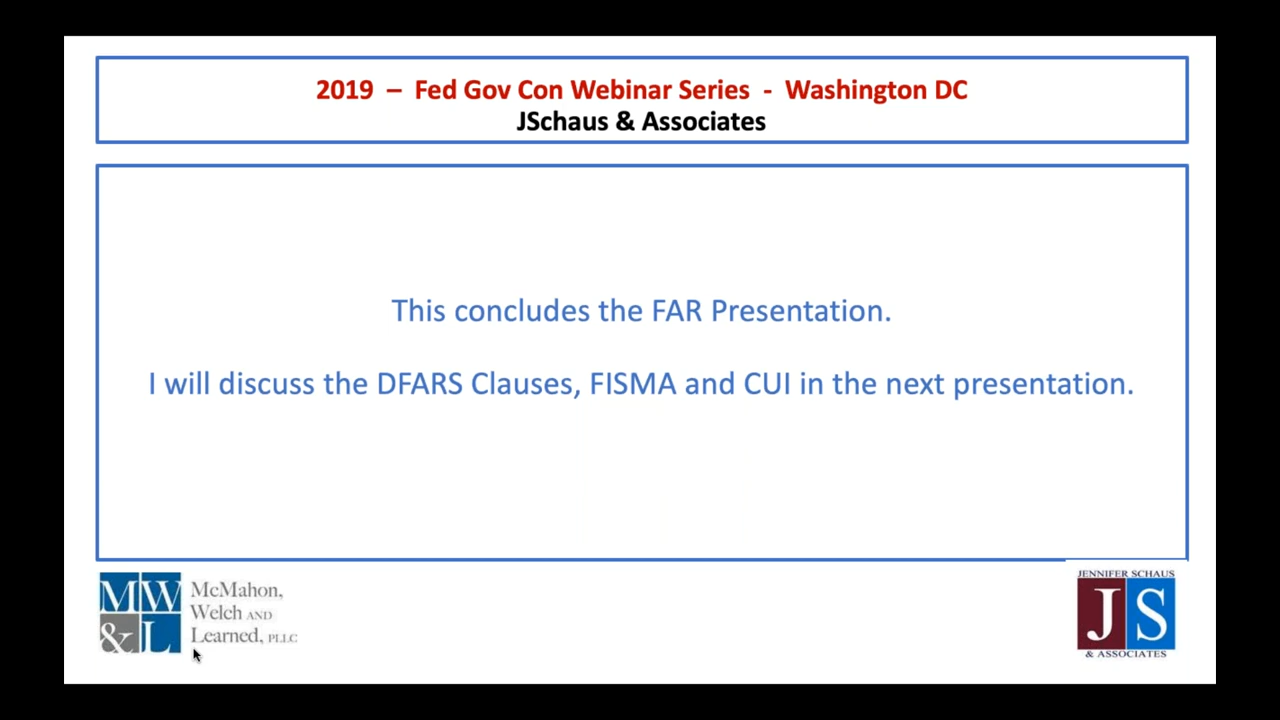 2019 – Fed Gov Con Webinar Series - Washington DC
JSchaus & Associates
This concludes the FAR Presentation.
I will discuss the DFARS Clauses, FISMA and CUI in the next presentation.
MW
&L
McMahon,
Welch AND
Learned, PLLC
JENNIFER SCHAUS
JS
& ASSOCIATES